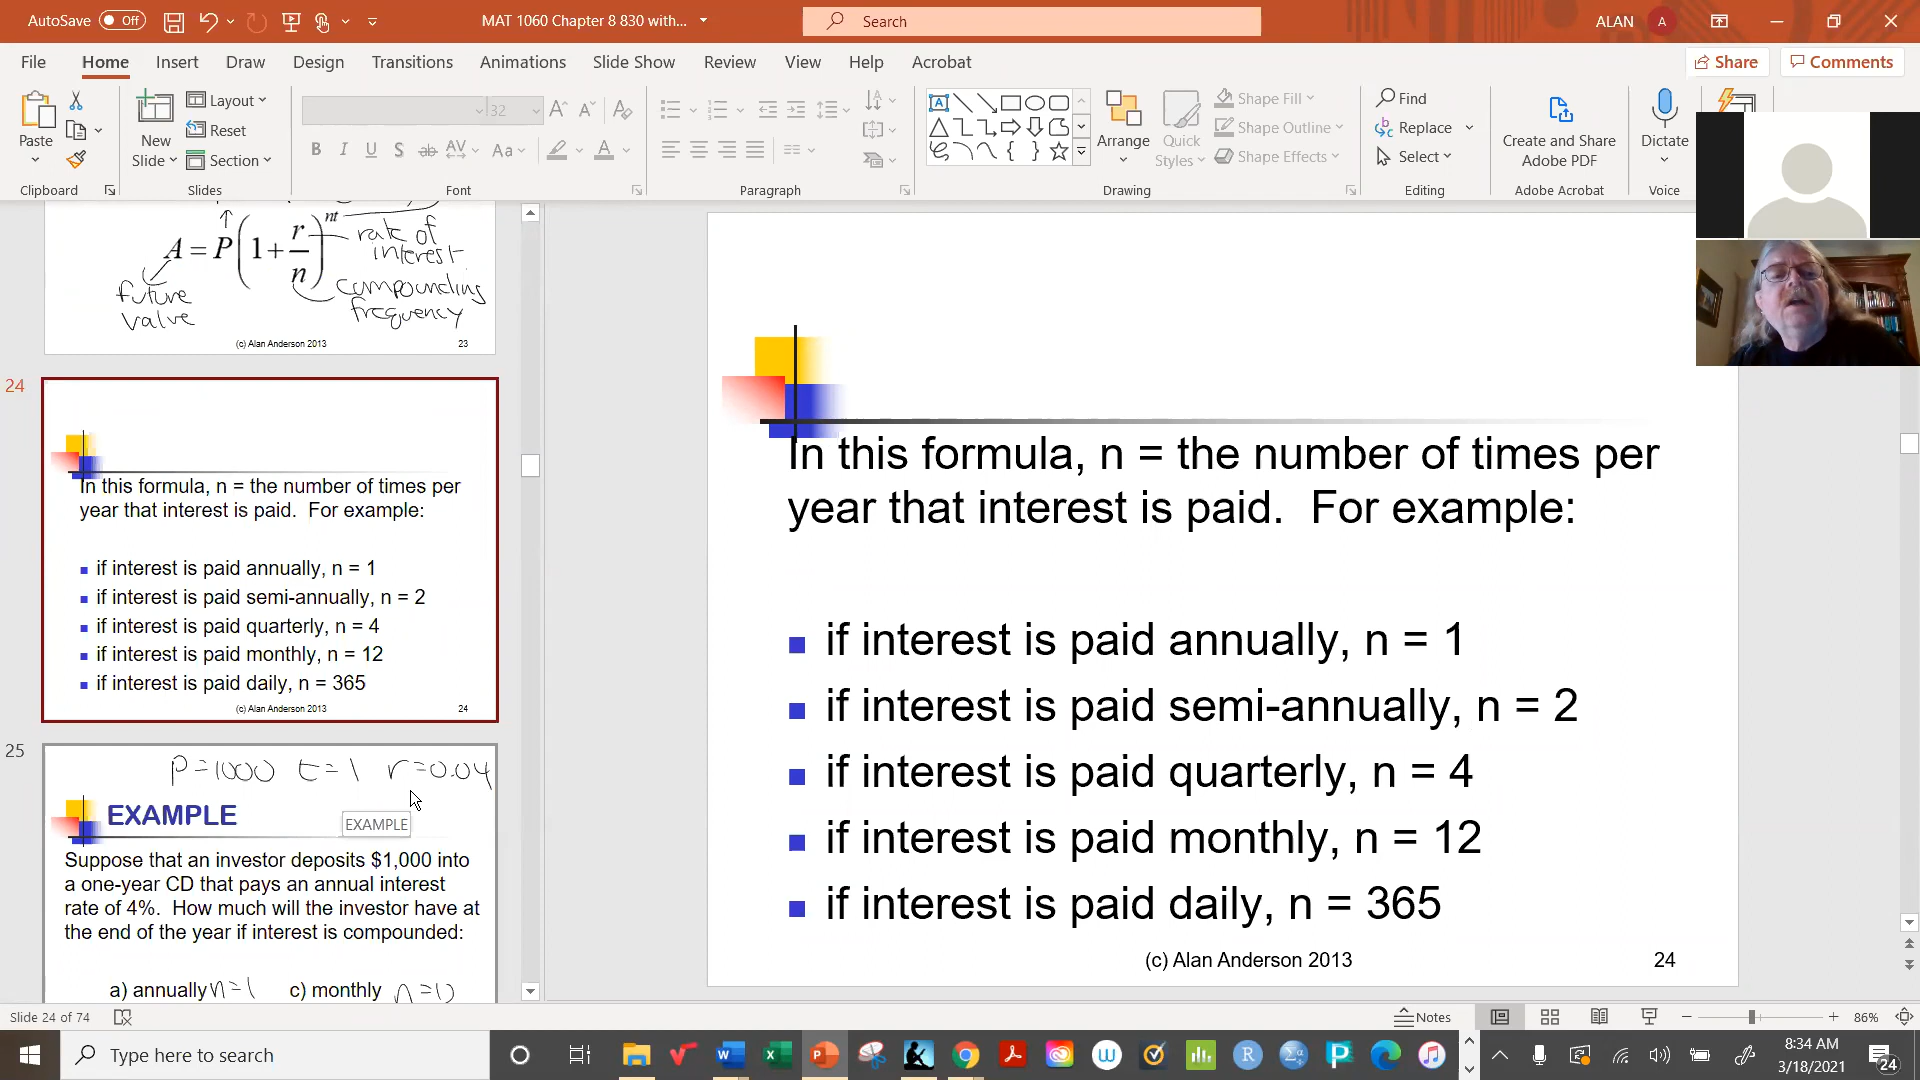 AutoSave Off
MAT 1060 Chapter 8 830 with...
Search
ALAN A
File Home Insert Draw Design Transitions Animations Slide Show Review View Help Acrobat
Share Comments
Paste
New Slide
Layout
Reset
Section
32
B I U S ab AV Aa A
Arrange
Quick Styles
Shape Fill
Shape Outline
Shape Effects
Find
Replace
Select
Create and Share Adobe PDF
Dictate
Clipboard Slides Font Paragraph Drawing Editing Adobe Acrobat Voice
A = P(1 + r/n)^nt
rate of
interest
compounding
frequency
future
value
(c) Alan Anderson 2013 23
24
In this formula, n = the number of times per
year that interest is paid. For example:
if interest is paid annually, n = 1
if interest is paid semi-annually, n = 2
if interest is paid quarterly, n = 4
if interest is paid monthly, n = 12
if interest is paid daily, n = 365
(c) Alan Anderson 2013 24
25
P=1000 t=1 r=0.04
EXAMPLE
EXAMPLE
Suppose that an investor deposits $1,000 into
a one-year CD that pays an annual interest
rate of 4%. How much will the investor have at
the end of the year if interest is compounded:
a) annually n=1 c) monthly n=12
In this formula, n = the number of times per
year that interest is paid. For example:
if interest is paid annually, n = 1
if interest is paid semi-annually, n = 2
if interest is paid quarterly, n = 4
if interest is paid monthly, n = 12
if interest is paid daily, n = 365
(c) Alan Anderson 2013 24
Slide 24 of 74
Notes
86%
Type here to search
8:34 AM
3/18/2021
24